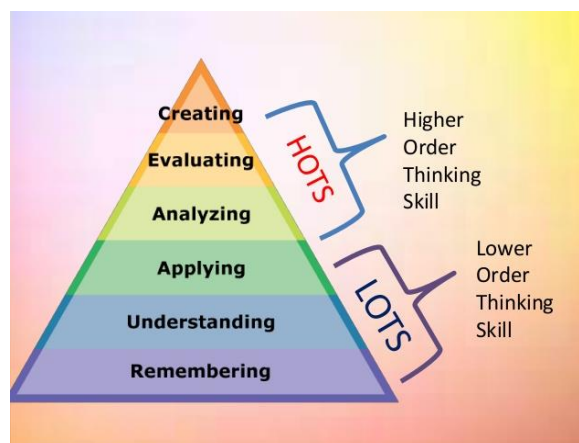 Creating
Evaluating
Analyzing
Applying
Understanding
Remembering
HOTS
Higher
Order
Thinking
Skill
LOTS
Lower
Order
Thinking
Skill